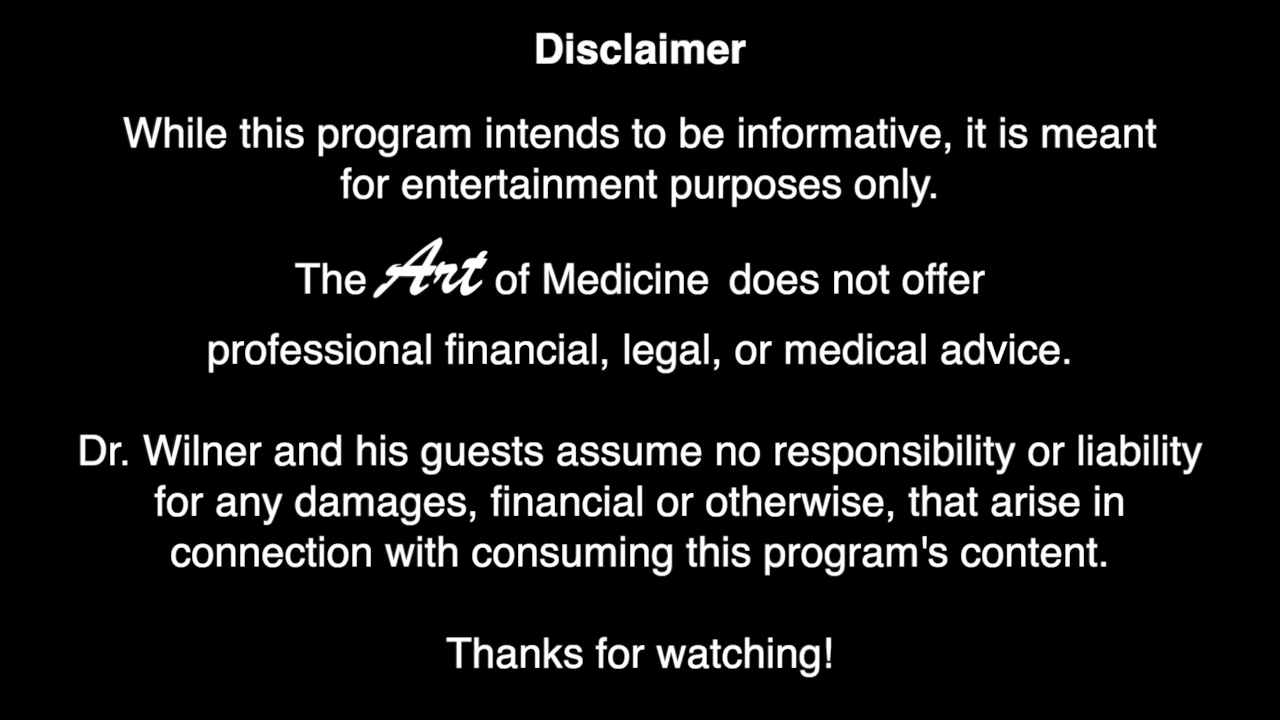 Disclaimer
While this program intends to be informative, it is meant
for entertainment purposes only.
The Art of Medicine does not offer
professional financial, legal, or medical advice.
Dr. Wilner and his guests assume no responsibility or liability
for any damages, financial or otherwise, that arise in
connection with consuming this program's content.
Thanks for watching!